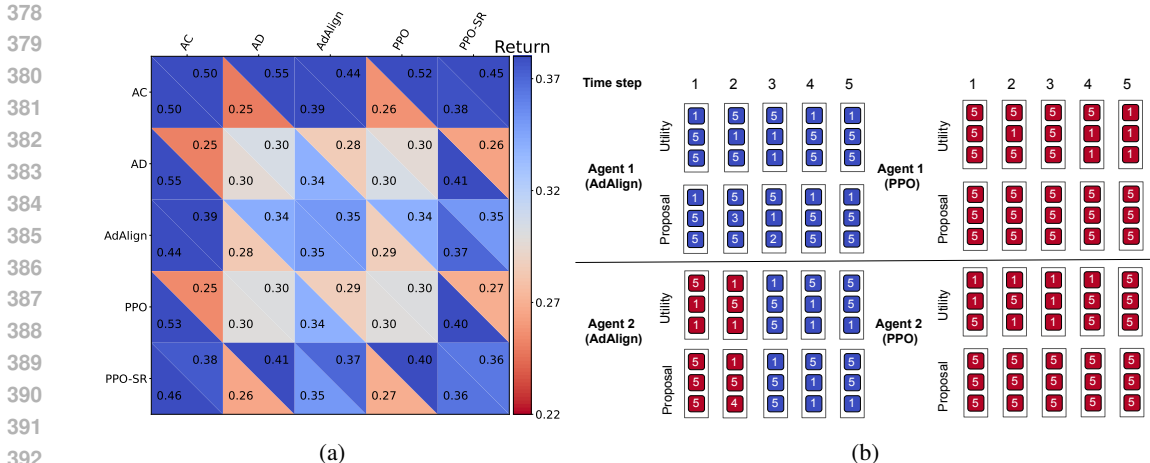 378
379
380
381
382
383
384
385
386
387
388
389
390
391
392
AC AD AdAlign PPO PPO-SR
Return
AC
0.50 0.55 0.44 0.52 0.45
0.50 0.25 0.39 0.26 0.38
AD
0.25 0.30 0.28 0.30 0.26
0.55 0.30 0.34 0.30 0.41
AdAlign
0.39 0.34 0.35 0.34 0.35
0.44 0.28 0.35 0.29 0.37
PPO
0.25 0.30 0.29 0.30 0.27
0.53 0.30 0.34 0.30 0.40
PPO-SR
0.38 0.41 0.37 0.40 0.36
0.46 0.26 0.35 0.27 0.36
0.37
0.32
0.27
0.22
(a)
Time step 1 2 3 4 5
Agent 1
(AdAlign)
Utility
1 5 5 1 1
5 1 1 5 5
5 5 1 5 5
Proposal
1 5 5 1 1
5 3 1 5 5
5 5 2 5 5
1 2 3 4 5
Agent 1
(PPO)
Utility
5 5 5 5 1
5 1 5 5 1
5 5 5 1 1
Proposal
5 5 5 5 5
5 5 5 5 5
5 5 5 5 5
Agent 2
(AdAlign)
Utility
5 1 1 5 5
1 1 5 1 5
5 1 5 1 1
Proposal
5 1 1 5 5
5 5 5 5 5
5 4 5 1 1
Agent 2
(PPO)
Utility
1 1 1 1 5
1 5 1 5 5
5 1 1 5 5
Proposal
5 5 5 5 5
5 5 5 5 5
5 5 5 5 5
(b)